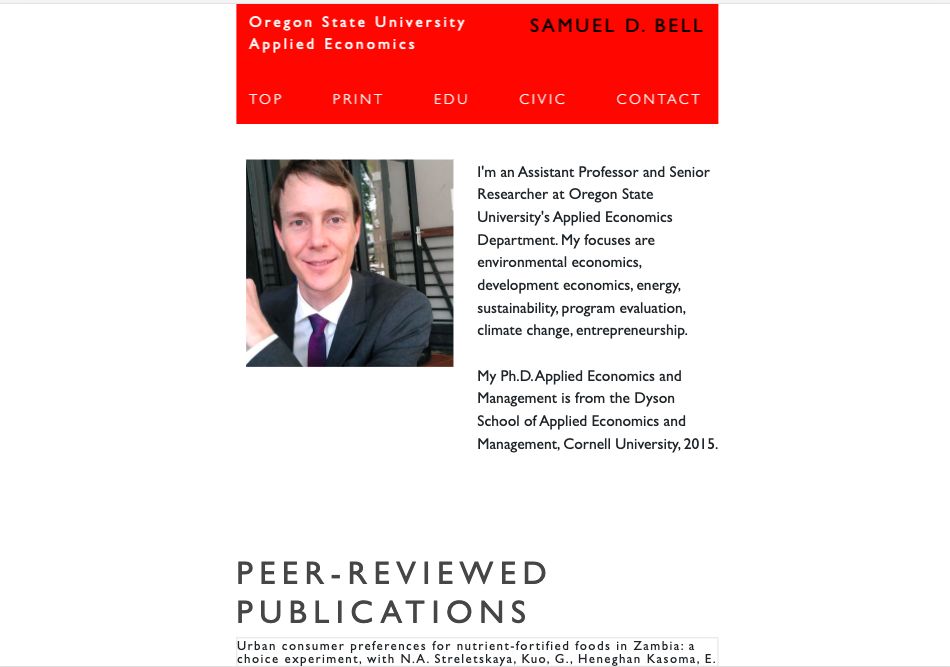 Oregon State University
Applied Economics
SAMUEL D. BELL
TOP PRINT EDU CIVIC CONTACT
I'm an Assistant Professor and Senior
Researcher at Oregon State
University's Applied Economics
Department. My focuses are
environmental economics,
development economics, energy,
sustainability, program evaluation,
climate change, entrepreneurship.
My Ph.D. Applied Economics and
Management is from the Dyson
School of Applied Economics and
Management, Cornell University, 2015.
PEER-REVIEWED
PUBLICATIONS
Urban consumer preferences for nutrient-fortified foods in Zambia: a
choice experiment, with N.A. Streletskaya, Kuo, G., Heneghan Kasoma, E.